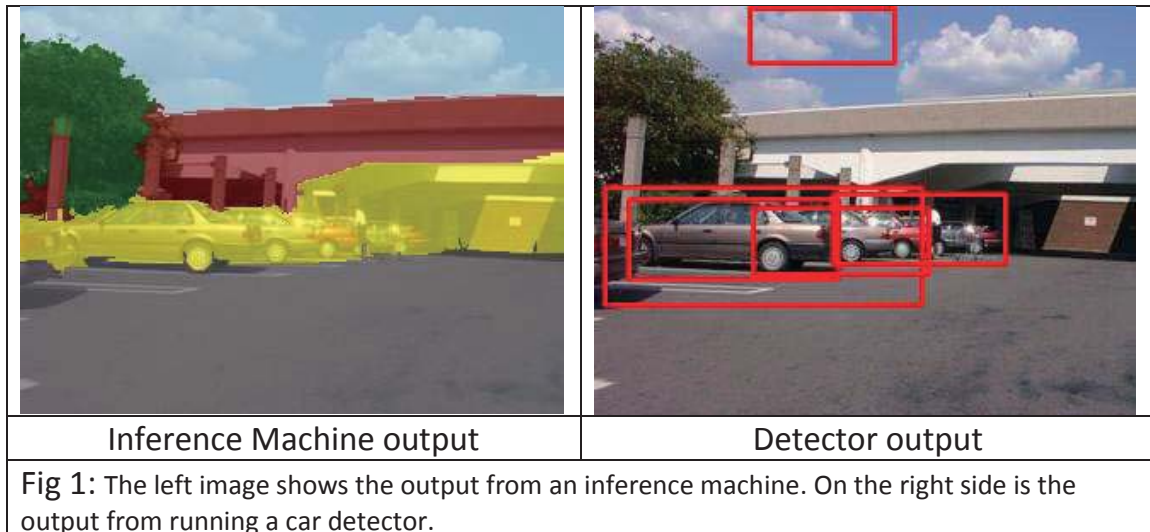 Inference Machine output
Detector output
Fig 1: The left image shows the output from an inference machine. On the right side is the
output from running a car detector.